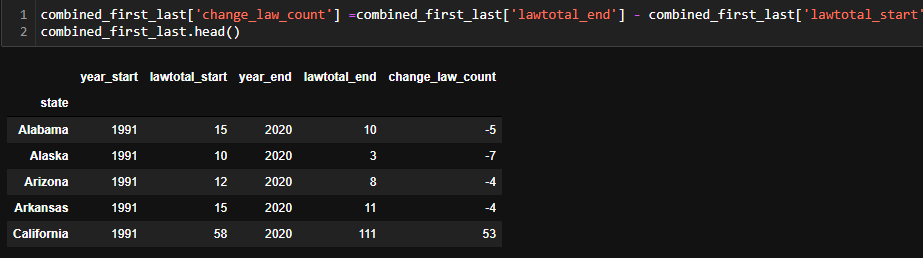 1 combined_first_last['change_law_count'] =combined_first_last['lawtotal_end'] - combined_first_last['lawtotal_start'
2 combined_first_last.head()
year_start lawtotal_start year_end lawtotal_end change_law_count
state
Alabama 1991 15 2020 10 -5
Alaska 1991 10 2020 3 -7
Arizona 1991 12 2020 8 -4
Arkansas 1991 15 2020 11 -4
California 1991 58 2020 111 53